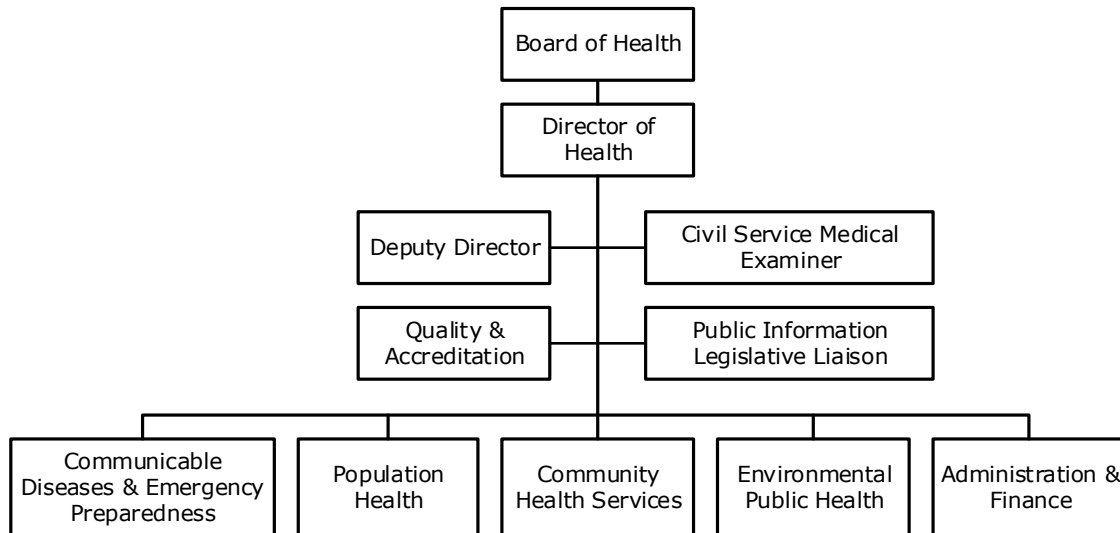 Board of Health
Director of
Health
Deputy Director
Civil Service Medical
Examiner
Quality &
Accreditation
Public Information
Legislative Liaison
Communicable
Diseases & Emergency
Preparedness
Population
Health
Community
Health Services
Environmental
Public Health
Administration &
Finance